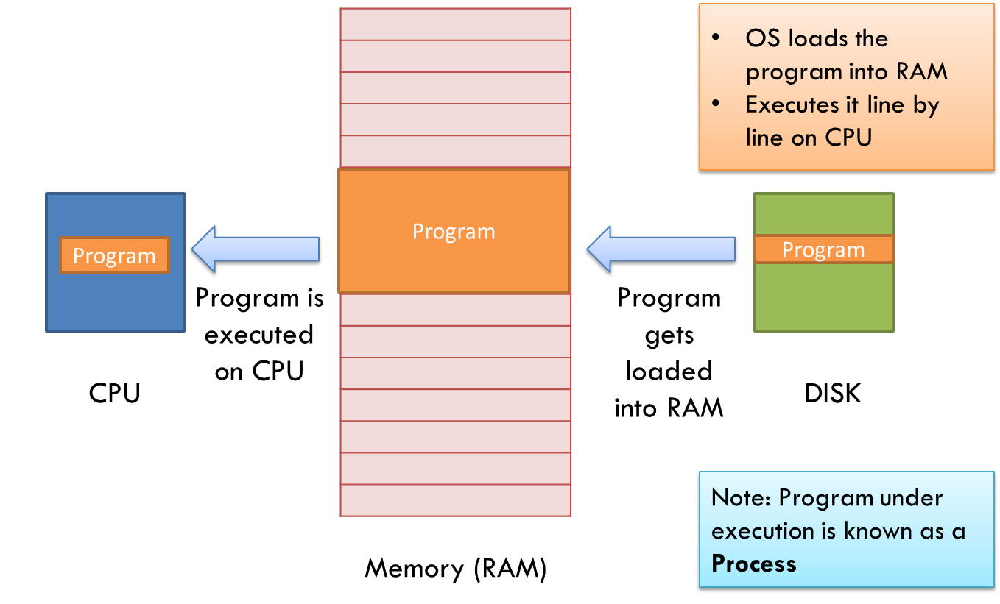 • OS loads the
program into RAM
• Executes it line by
line on CPU
Program
Program
Program
Program is
executed
on CPU
Program
gets
loaded
into RAM
CPU
DISK
Memory (RAM)
Note: Program under
execution is known as a
Process